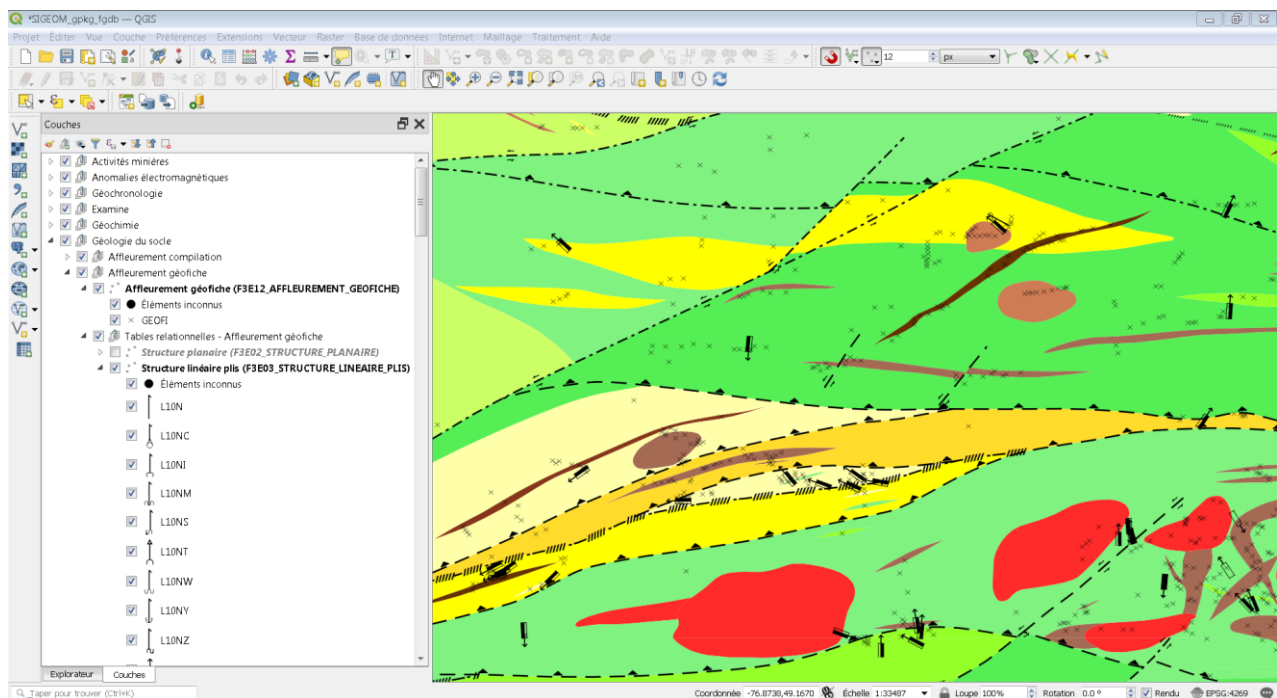 *SIGEOM_gpkg_fgdb — QGIS
Projet Éditer Vue Couche Préférences Extensions Vecteur Raster Base de données Internet Maillage Traitement Aide
12 px
Couches
Activités minières
Anomalies électromagnétiques
Géochronologie
Examine
Géochimie
Géologie du socle
Affleurement compilation
Affleurement géofiche
Affleurement géofiche (F3E12_AFFLEUREMENT_GEOFICHE)
Éléments inconnus
GEOFI
Tables relationnelles - Affleurement géofiche
Structure planaire (F3E02_STRUCTURE_PLANAIRE)
Structure linéaire plis (F3E03_STRUCTURE_LINEAIRE_PLIS)
Éléments inconnus
L10N
L10NC
L10NI
L10NM
L10NS
L10NT
L10NW
L10NY
L10NZ
Explorateur Couches
Taper pour trouver (Ctrl+K) Coordonnée -76.8738,49.1670 Échelle 1:33487 Loupe 100% Rotation 0.0 ° Rendu EPSG:4269